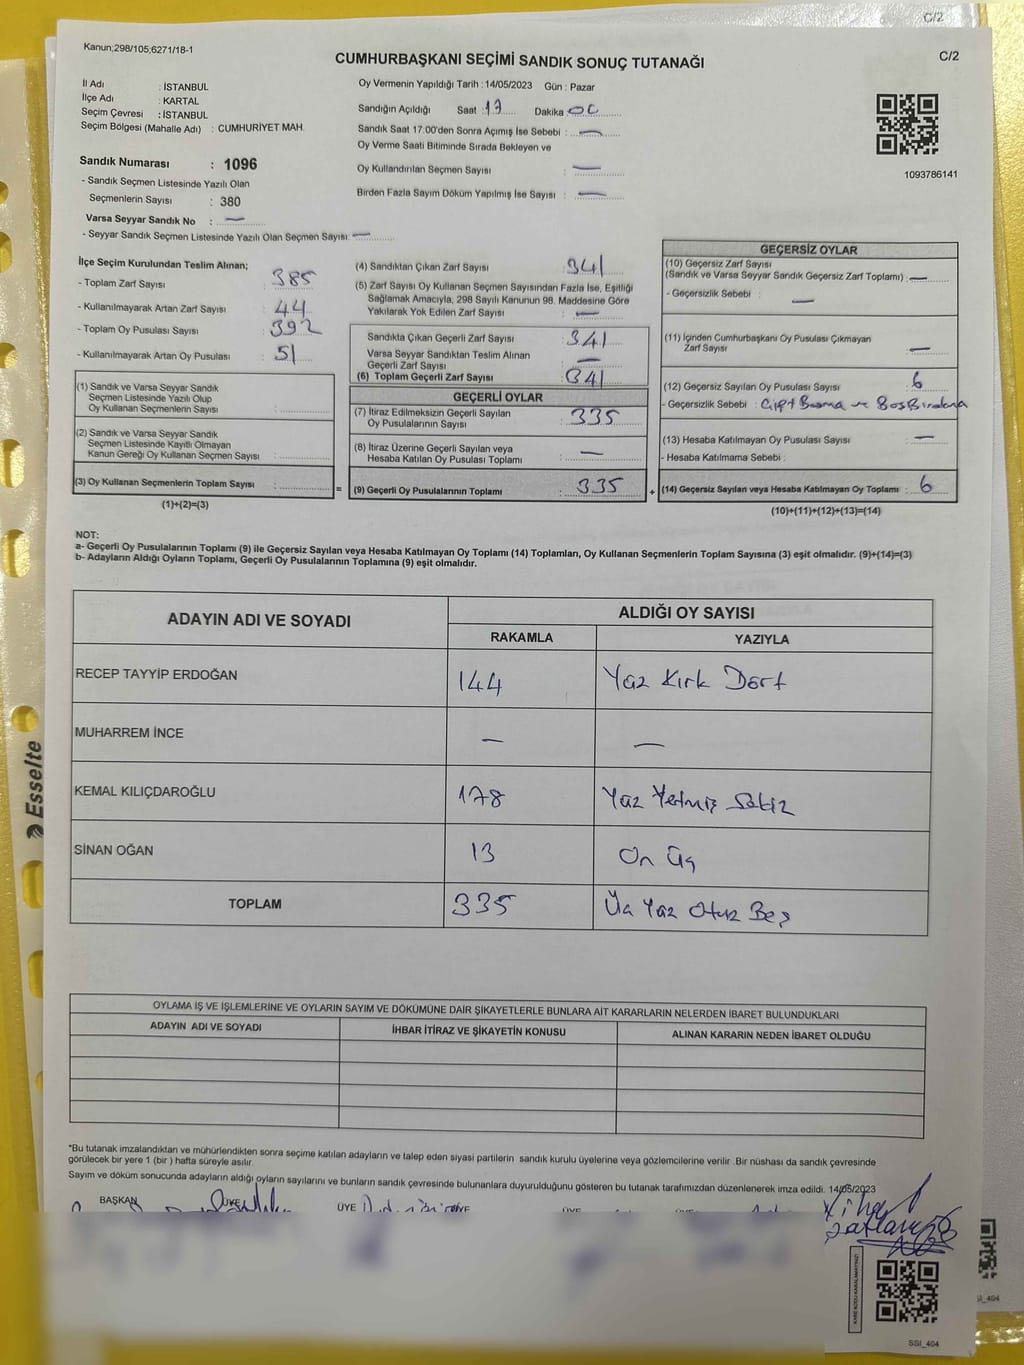 C/2
Kanun;298/105;6271/18-1
CUMHURBAŞKANI SEÇİMİ SANDIK SONUÇ TUTANAĞI
C/2
İl Adı : İSTANBUL
İlçe Adı : KARTAL
Seçim Çevresi : İSTANBUL
Seçim Bölgesi (Mahalle Adı) : CUMHURİYET MAH.
Oy Vermenin Yapıldığı Tarih : 14/05/2023 Gün : Pazar
Sandığın Açıldığı Saat : 17 Dakika : 00
Sandık Saat 17.00'den Sonra Açımış İse Sebebi : —
Oy Verme Saati Bitiminde Sırada Bekleyen ve
Oy Kullandırılan Seçmen Sayısı : —
Birden Fazla Sayım Döküm Yapılmış İse Sayısı : —
1093786141
Sandık Numarası : 1096
- Sandık Seçmen Listesinde Yazılı Olan
Seçmenlerin Sayısı : 380
Varsa Seyyar Sandık No : —
- Seyyar Sandık Seçmen Listesinde Yazılı Olan Seçmen Sayısı: —
İlçe Seçim Kurulundan Teslim Alınan;
- Toplam Zarf Sayısı : 385
- Kullanılmayarak Artan Zarf Sayısı : 44
- Toplam Oy Pusulası Sayısı : 392
- Kullanılmayarak Artan Oy Pusulası : 51
(1) Sandık ve Varsa Seyyar Sandık
Seçmen Listesinde Yazılı Olup
Oy Kullanan Seçmenlerin Sayısı :
(2) Sandık ve Varsa Seyyar Sandık
Seçmen Listesinde Kayıtlı Olmayan
Kanun Gereği Oy Kullanan Seçmen Sayısı :
(3) Oy Kullanan Seçmenlerin Toplam Sayısı :
(1)+(2)=(3)
(4) Sandıktan Çıkan Zarf Sayısı : 341
(5) Zarf Sayısı Oy Kullanan Seçmen Sayısından Fazla İse, Eşitliği
Sağlamak Amacıyla, 298 Sayılı Kanunun 98. Maddesine Göre
Yakılarak Yok Edilen Zarf Sayısı : —
Sandıkta Çıkan Geçerli Zarf Sayısı : 341
Varsa Seyyar Sandıktan Teslim Alınan
Geçerli Zarf Sayısı : —
(6) Toplam Geçerli Zarf Sayısı : 341
GEÇERLİ OYLAR
(7) İtiraz Edilmeksizin Geçerli Sayılan
Oy Pusulalarının Sayısı : 335
(8) İtiraz Üzerine Geçerli Sayılan veya
Hesaba Katılan Oy Pusulası Toplamı : —
= (9) Geçerli Oy Pusulalarının Toplamı : 335 +
GEÇERSİZ OYLAR
(10) Geçersiz Zarf Sayısı
(Sandık ve Varsa Seyyar Sandık Geçersiz Zarf Toplamı) : —
- Geçersizlik Sebebi : —
(11) İçinden Cumhurbaşkanı Oy Pusulası Çıkmayan
Zarf Sayısı : —
(12) Geçersiz Sayılan Oy Pusulası Sayısı : 6
- Geçersizlik Sebebi : Çift Basma ve Boş Bırakma
(13) Hesaba Katılmayan Oy Pusulası Sayısı : —
- Hesaba Katılmama Sebebi :
(14) Geçersiz Sayılan veya Hesaba Katılmayan Oy Toplamı : 6
(10)+(11)+(12)+(13)=(14)
NOT:
a- Geçerli Oy Pusulalarının Toplamı (9) ile Geçersiz Sayılan veya Hesaba Katılmayan Oy Toplamı (14) Toplamları, Oy Kullanan Seçmenlerin Toplam Sayısına (3) eşit olmalıdır. (9)+(14)=(3)
b- Adayların Aldığı Oyların Toplamı, Geçerli Oy Pusulalarının Toplamına (9) eşit olmalıdır.
ADAYIN ADI VE SOYADI
ALDIĞI OY SAYISI
RAKAMLA YAZIYLA
RECEP TAYYİP ERDOĞAN 144 Yüz Kırk Dört
MUHARREM İNCE — —
KEMAL KILIÇDAROĞLU 178 Yüz Yetmiş Sekiz
SİNAN OĞAN 13 On Üç
TOPLAM 335 Üç Yüz Otuz Beş
OYLAMA İŞ VE İŞLEMLERİNE VE OYLARIN SAYIM VE DÖKÜMÜNE DAİR ŞİKAYETLERLE BUNLARA AİT KARARLARIN NELERDEN İBARET BULUNDUKLARI
ADAYIN ADI VE SOYADI İHBAR İTİRAZ VE ŞİKAYETİN KONUSU ALINAN KARARIN NEDEN İBARET OLDUĞU
*Bu tutanak imzalandıktan ve mühürlendikten sonra seçime katılan adayların ve talep eden siyasi partilerin sandık kurulu üyelerine veya gözlemcilerine verilir .Bir nüshası da sandık çevresinde
görülecek bir yere 1 (bir ) hafta süreyle asılır.
Sayım ve döküm sonucunda adayların aldığı oyların sayılarını ve bunların sandık çevresinde bulunanlara duyurulduğunu gösteren bu tutanak tarafımızdan düzenlenerek imza edildi. 14/05/2023
BAŞKAN ÜYE ÜYE ÜYE ÜYE ÜYE
KARE KODU KARALAMAYINIZ!
SSI_404
Esselte